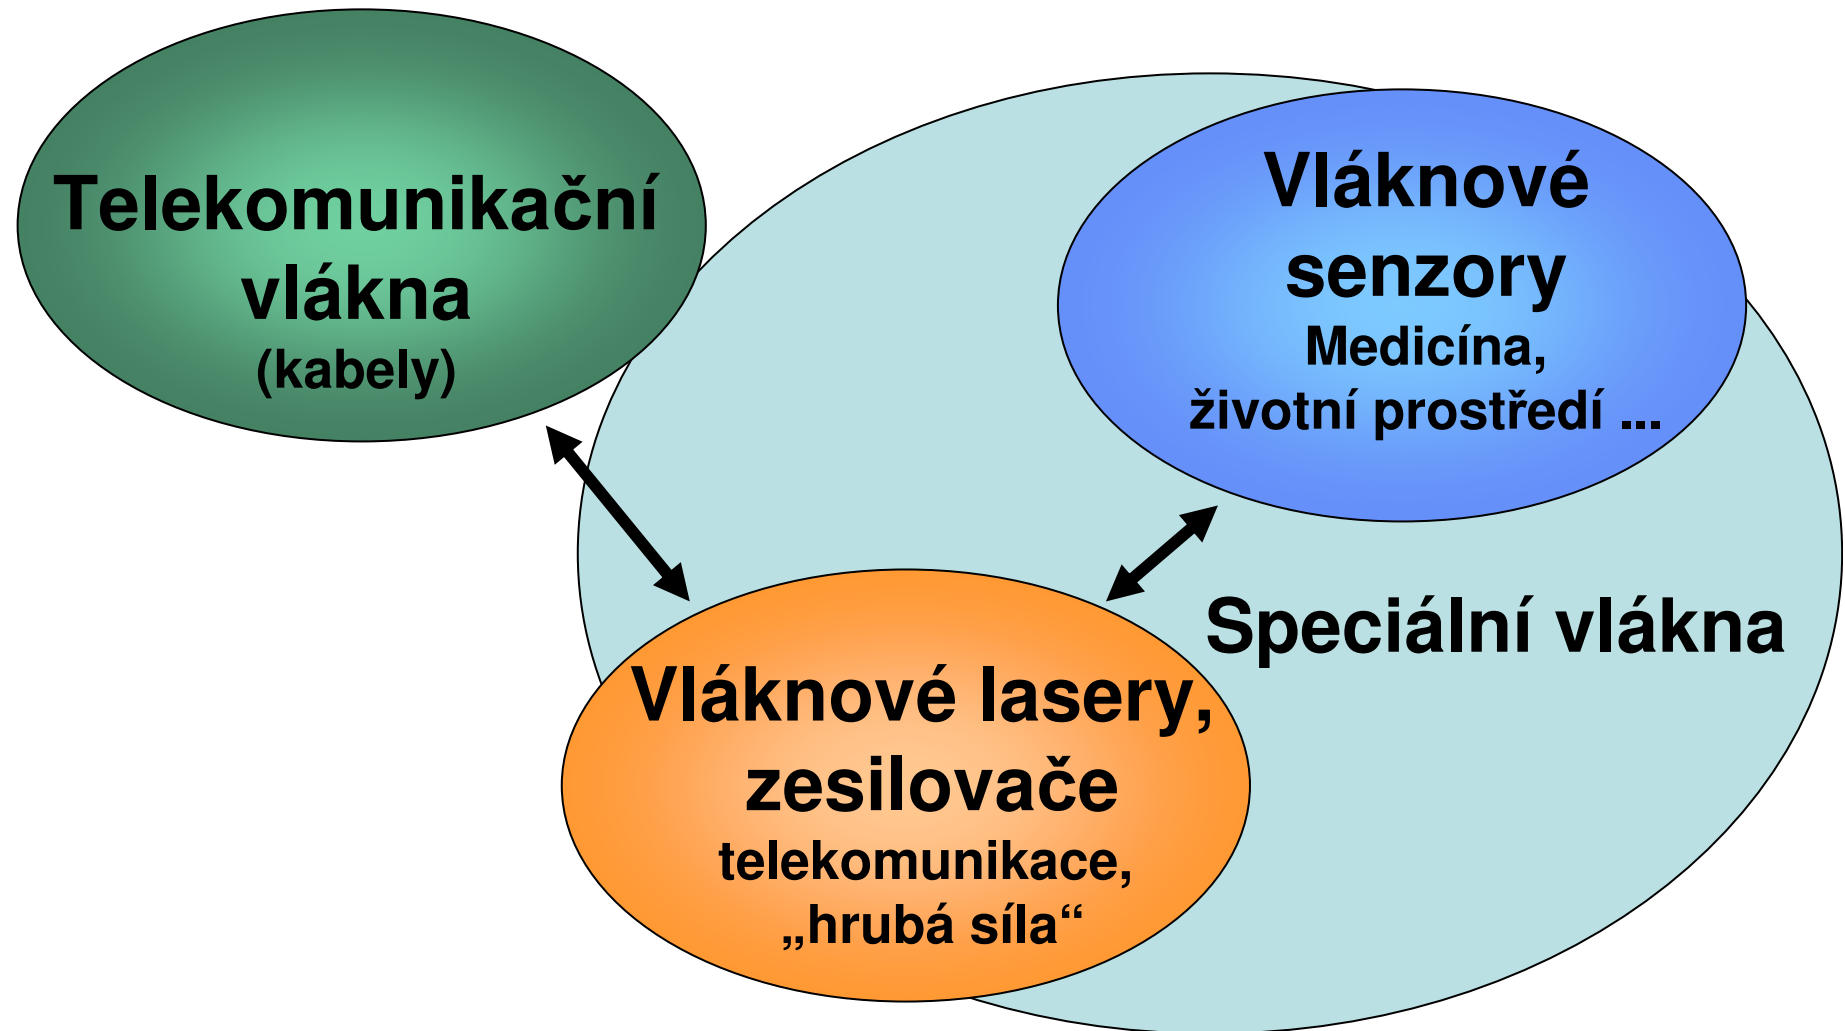 Telekomunikační
vlákna
(kabely)
Vláknové
senzory
Medicína,
životní prostředí ...
Speciální vlákna
Vláknové lasery,
zesilovače
telekomunikace,
„hrubá síla“